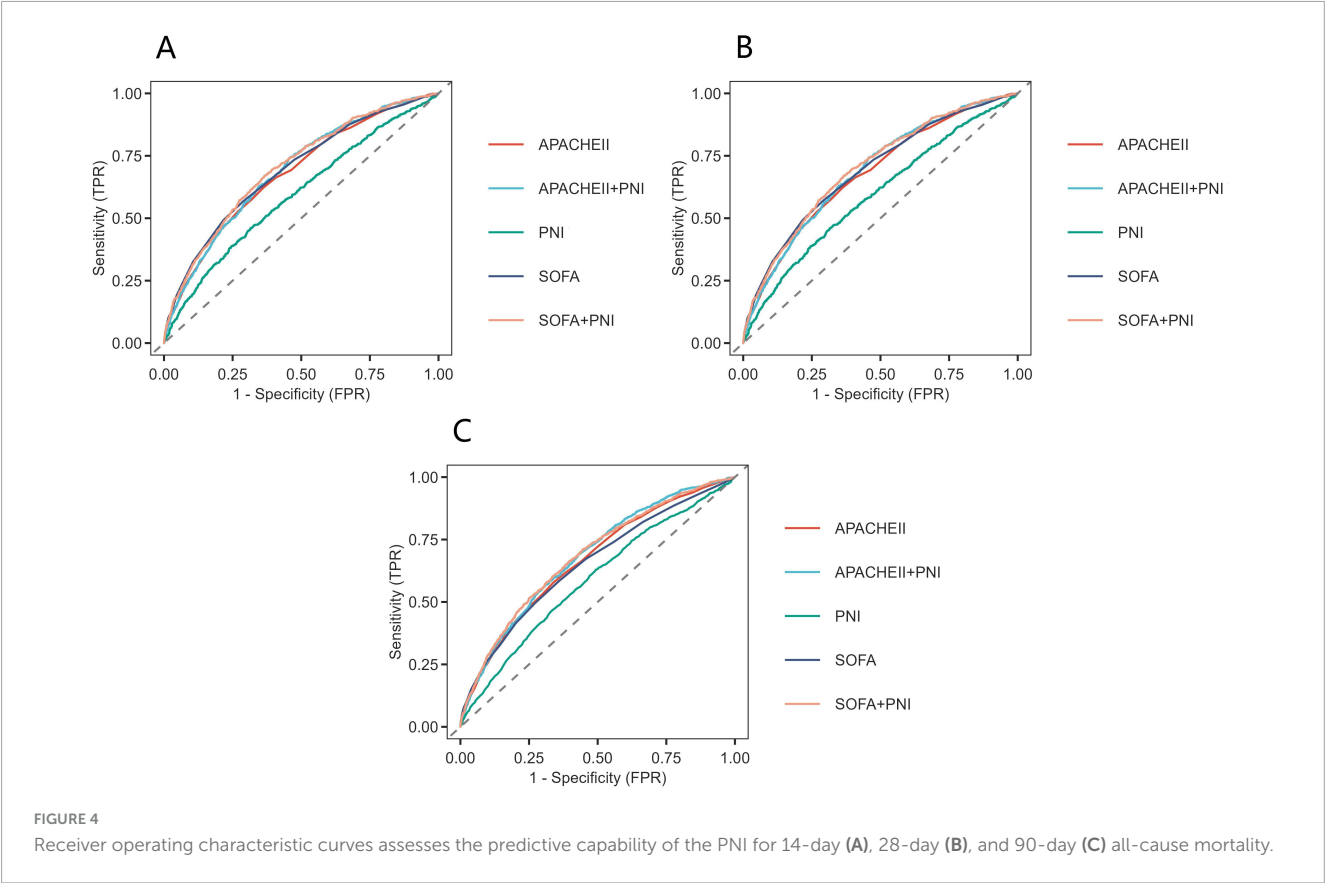 A
1.00
0.75
0.50
0.25
0.00
Sensitivity (TPR)
0.00 0.25 0.50 0.75 1.00
1 - Specificity (FPR)
APACHEII
APACHEII+PNI
PNI
SOFA
SOFA+PNI
B
1.00
0.75
0.50
0.25
0.00
Sensitivity (TPR)
0.00 0.25 0.50 0.75 1.00
1 - Specificity (FPR)
APACHEII
APACHEII+PNI
PNI
SOFA
SOFA+PNI
C
1.00
0.75
0.50
0.25
0.00
Sensitivity (TPR)
0.00 0.25 0.50 0.75 1.00
1 - Specificity (FPR)
APACHEII
APACHEII+PNI
PNI
SOFA
SOFA+PNI
FIGURE 4
Receiver operating characteristic curves assesses the predictive capability of the PNI for 14-day (A), 28-day (B), and 90-day (C) all-cause mortality.